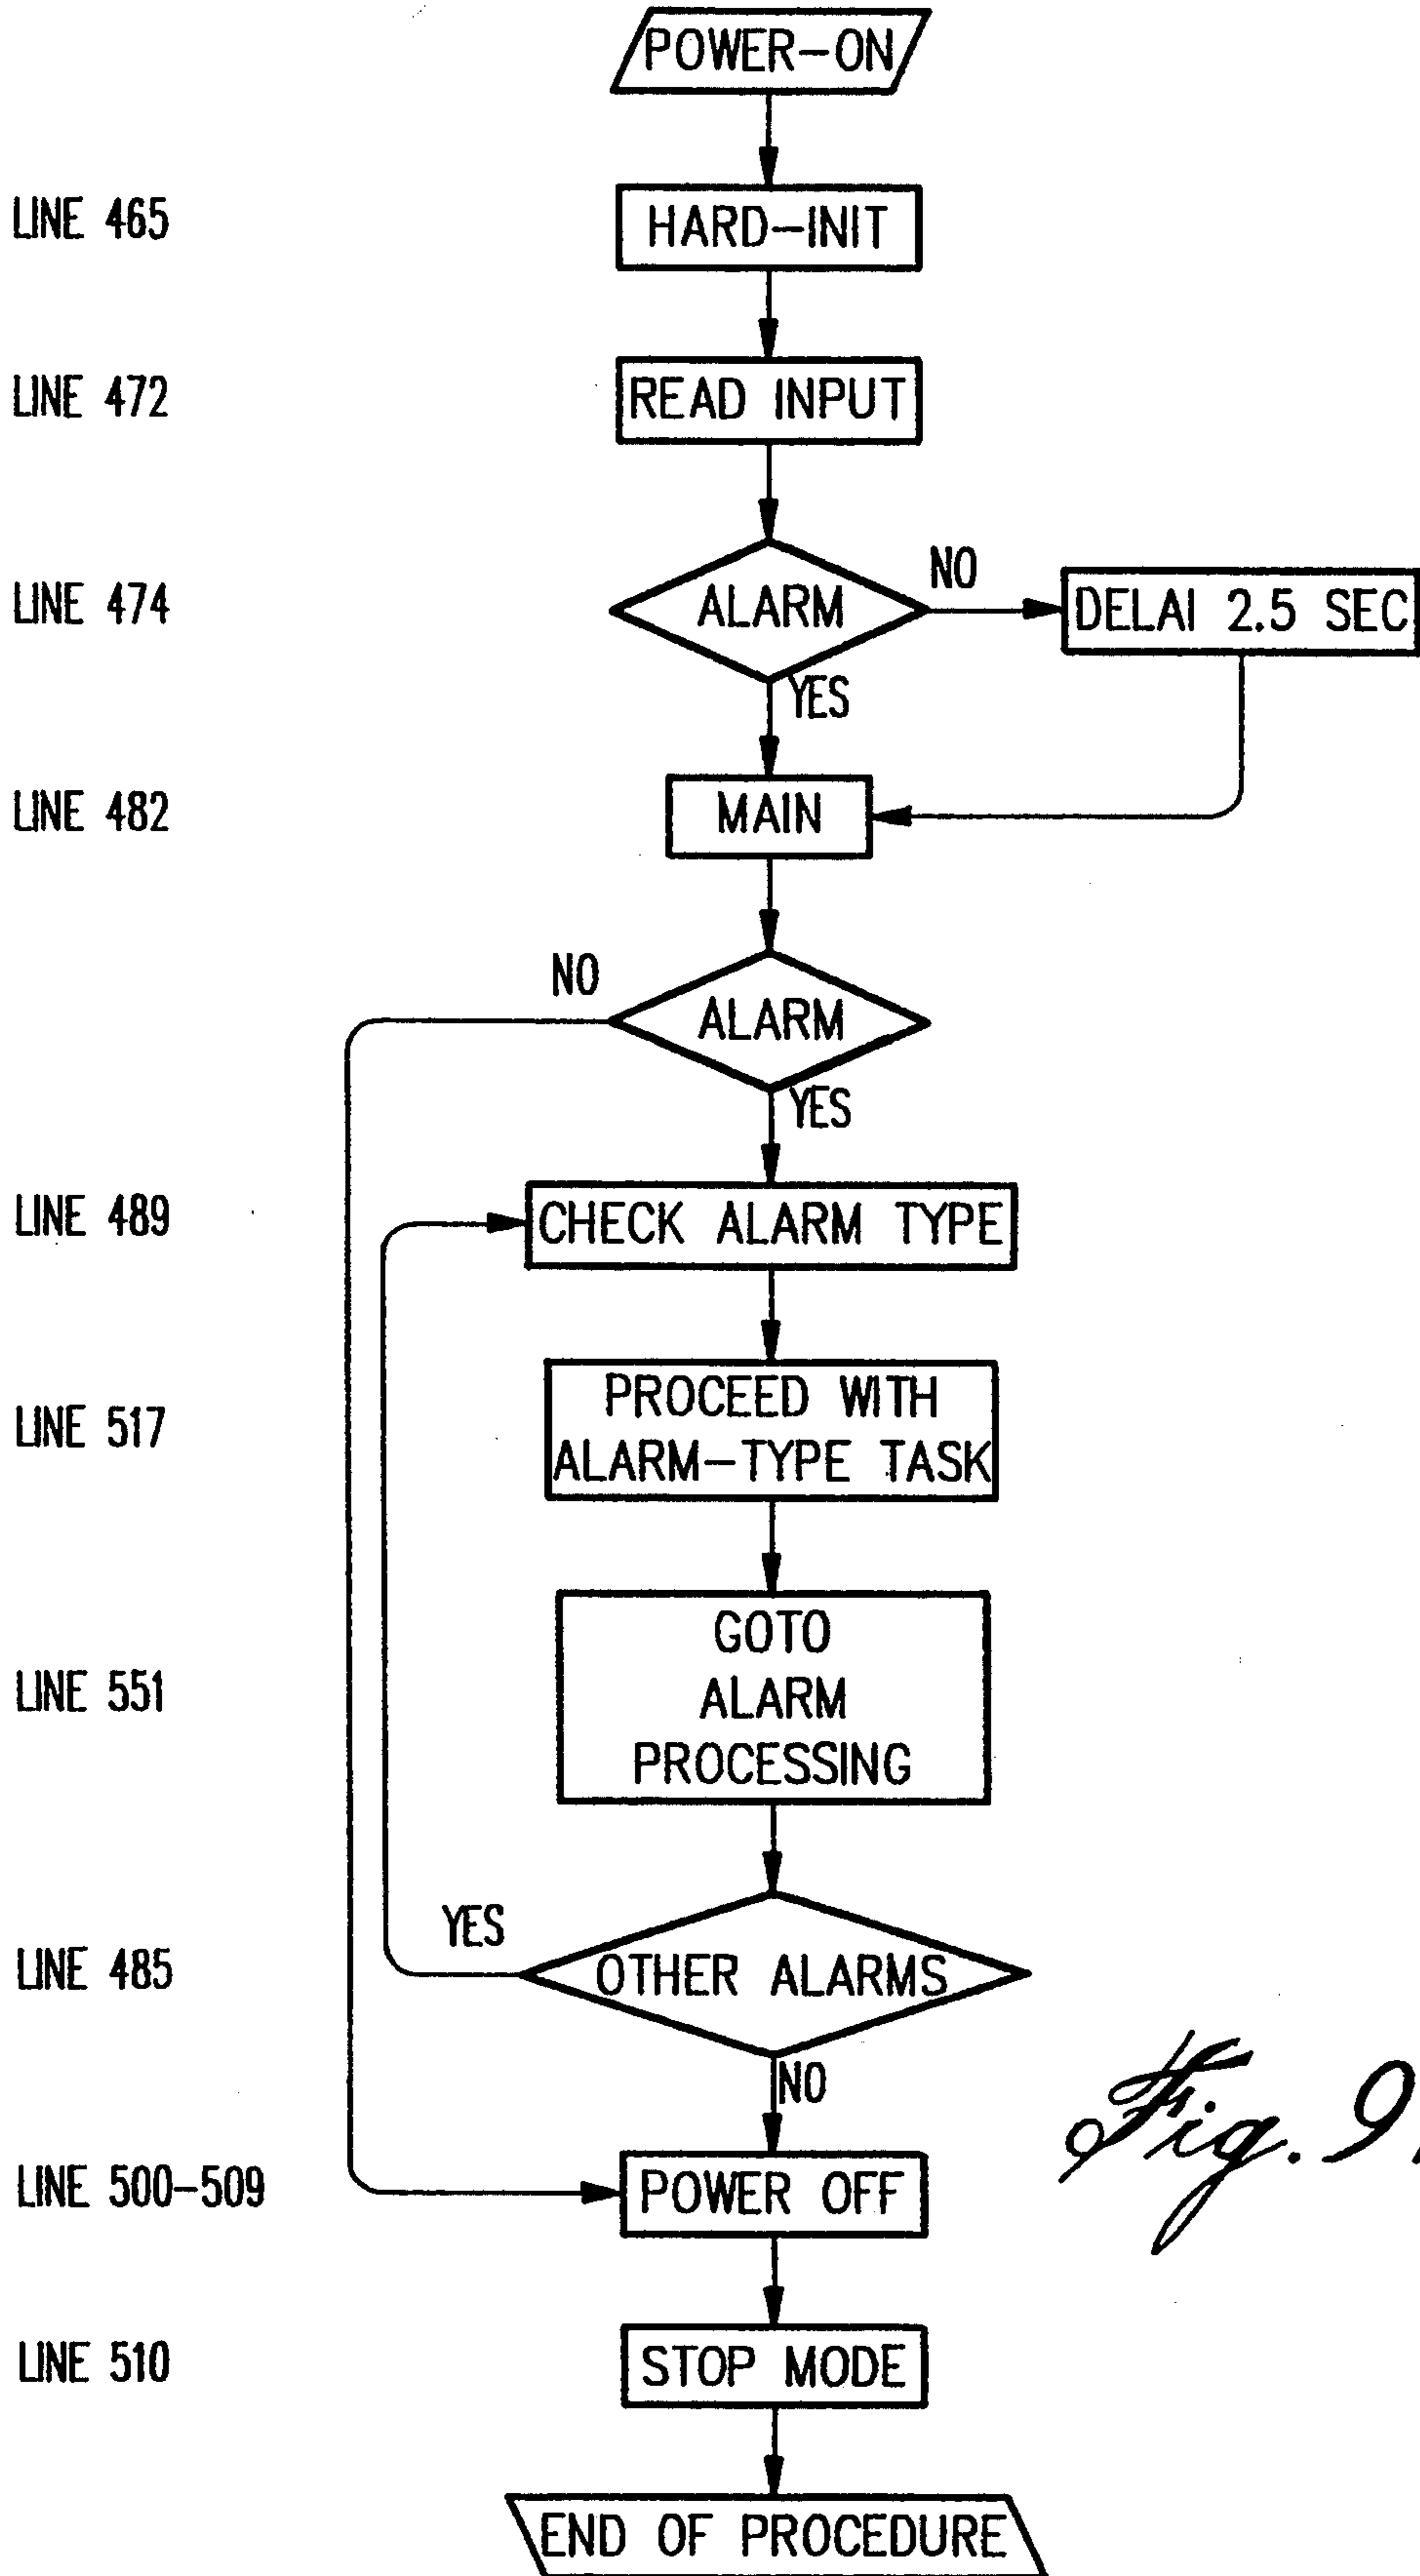 POWER-ON
LINE 465
HARD-INIT
LINE 472
READ INPUT
LINE 474
ALARM
NO
DELAI 2.5 SEC
YES
LINE 482
MAIN
NO
ALARM
YES
LINE 489
CHECK ALARM TYPE
LINE 517
PROCEED WITH
ALARM-TYPE TASK
LINE 551
GOTO
ALARM
PROCESSING
YES
LINE 485
OTHER ALARMS
NO
Fig. 9
LINE 500-509
POWER OFF
LINE 510
STOP MODE
END OF PROCEDURE